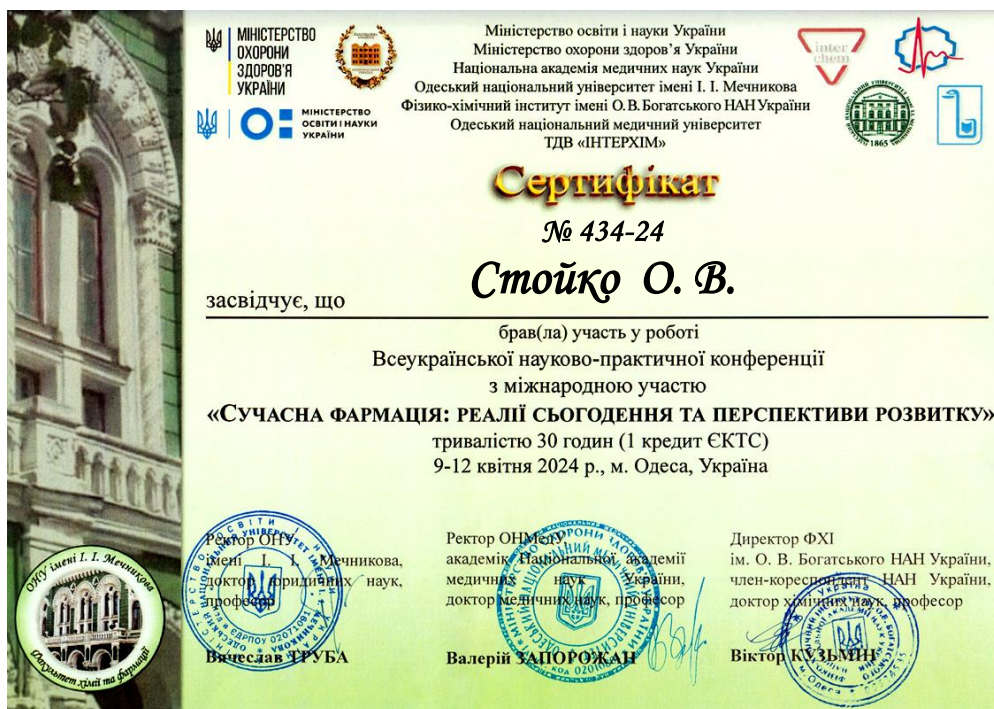 МІНІСТЕРСТВО
ОХОРОНИ
ЗДОРОВ'Я
УКРАЇНИ
МІНІСТЕРСТВО
ОСВІТИ І НАУКИ
УКРАЇНИ
Міністерство освіти і науки України
Міністерство охорони здоров’я України
Національна академія медичних наук України
Одеський національний університет імені І. І. Мечникова
Фізико-хімічний інститут імені О. В. Богатського НАН України
Одеський національний медичний університет
ТДВ «ІНТЕРХІМ»
inter
chem
1865
Сертифікат
№ 434-24
Стойко О. В.
засвідчує, що
брав(ла) участь у роботі
Всеукраїнської науково-практичної конференції
з міжнародною участю
«СУЧАСНА ФАРМАЦІЯ: РЕАЛІЇ СЬОГОДЕННЯ ТА ПЕРСПЕКТИВИ РОЗВИТКУ»
тривалістю 30 годин (1 кредит ЄКТС)
9-12 квітня 2024 р., м. Одеса, Україна
Ректор ОНУ
імені І. І. Мечникова,
доктор юридичних наук,
професор
Вячеслав ТРУБА
Ректор ОНМедУ
академік Національної академії
медичних наук України,
доктор медичних наук, професор
Валерій ЗАПОРОЖАН
Директор ФХІ
ім. О. В. Богатського НАН України,
член-кореспондент НАН України,
доктор хімічних наук, професор
Віктор КУЗЬМІН
ОНУ імені І. І. Мечникова
Факультет хімії та фармації